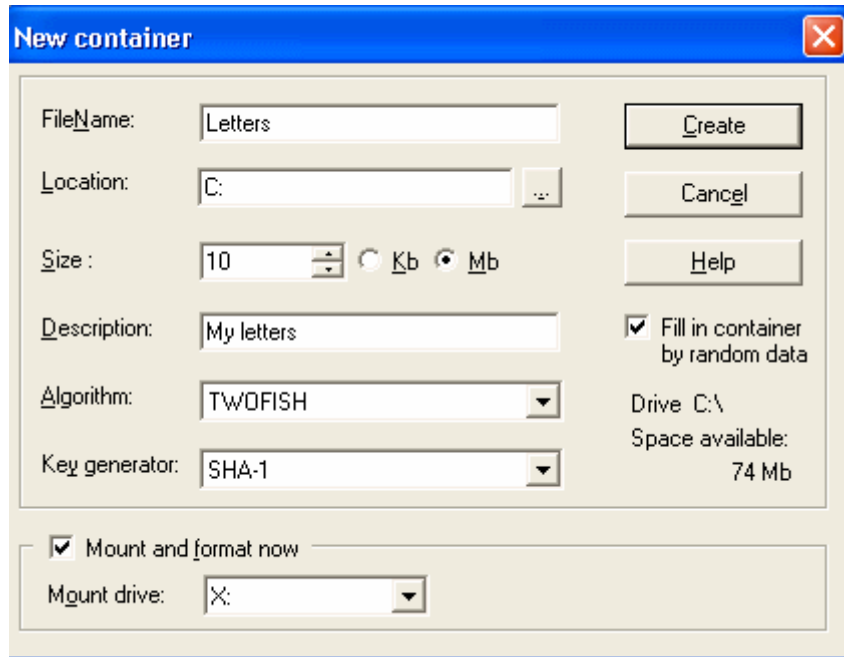 New container
FileName:
Letters
Create
Location:
C:
...
Cancel
Size :
10
Kb
Mb
Help
Description:
My letters
Fill in container
by random data
Algorithm:
TWOFISH
Drive C:\
Space available:
74 Mb
Key generator:
SHA-1
Mount and format now
Mount drive:
X: